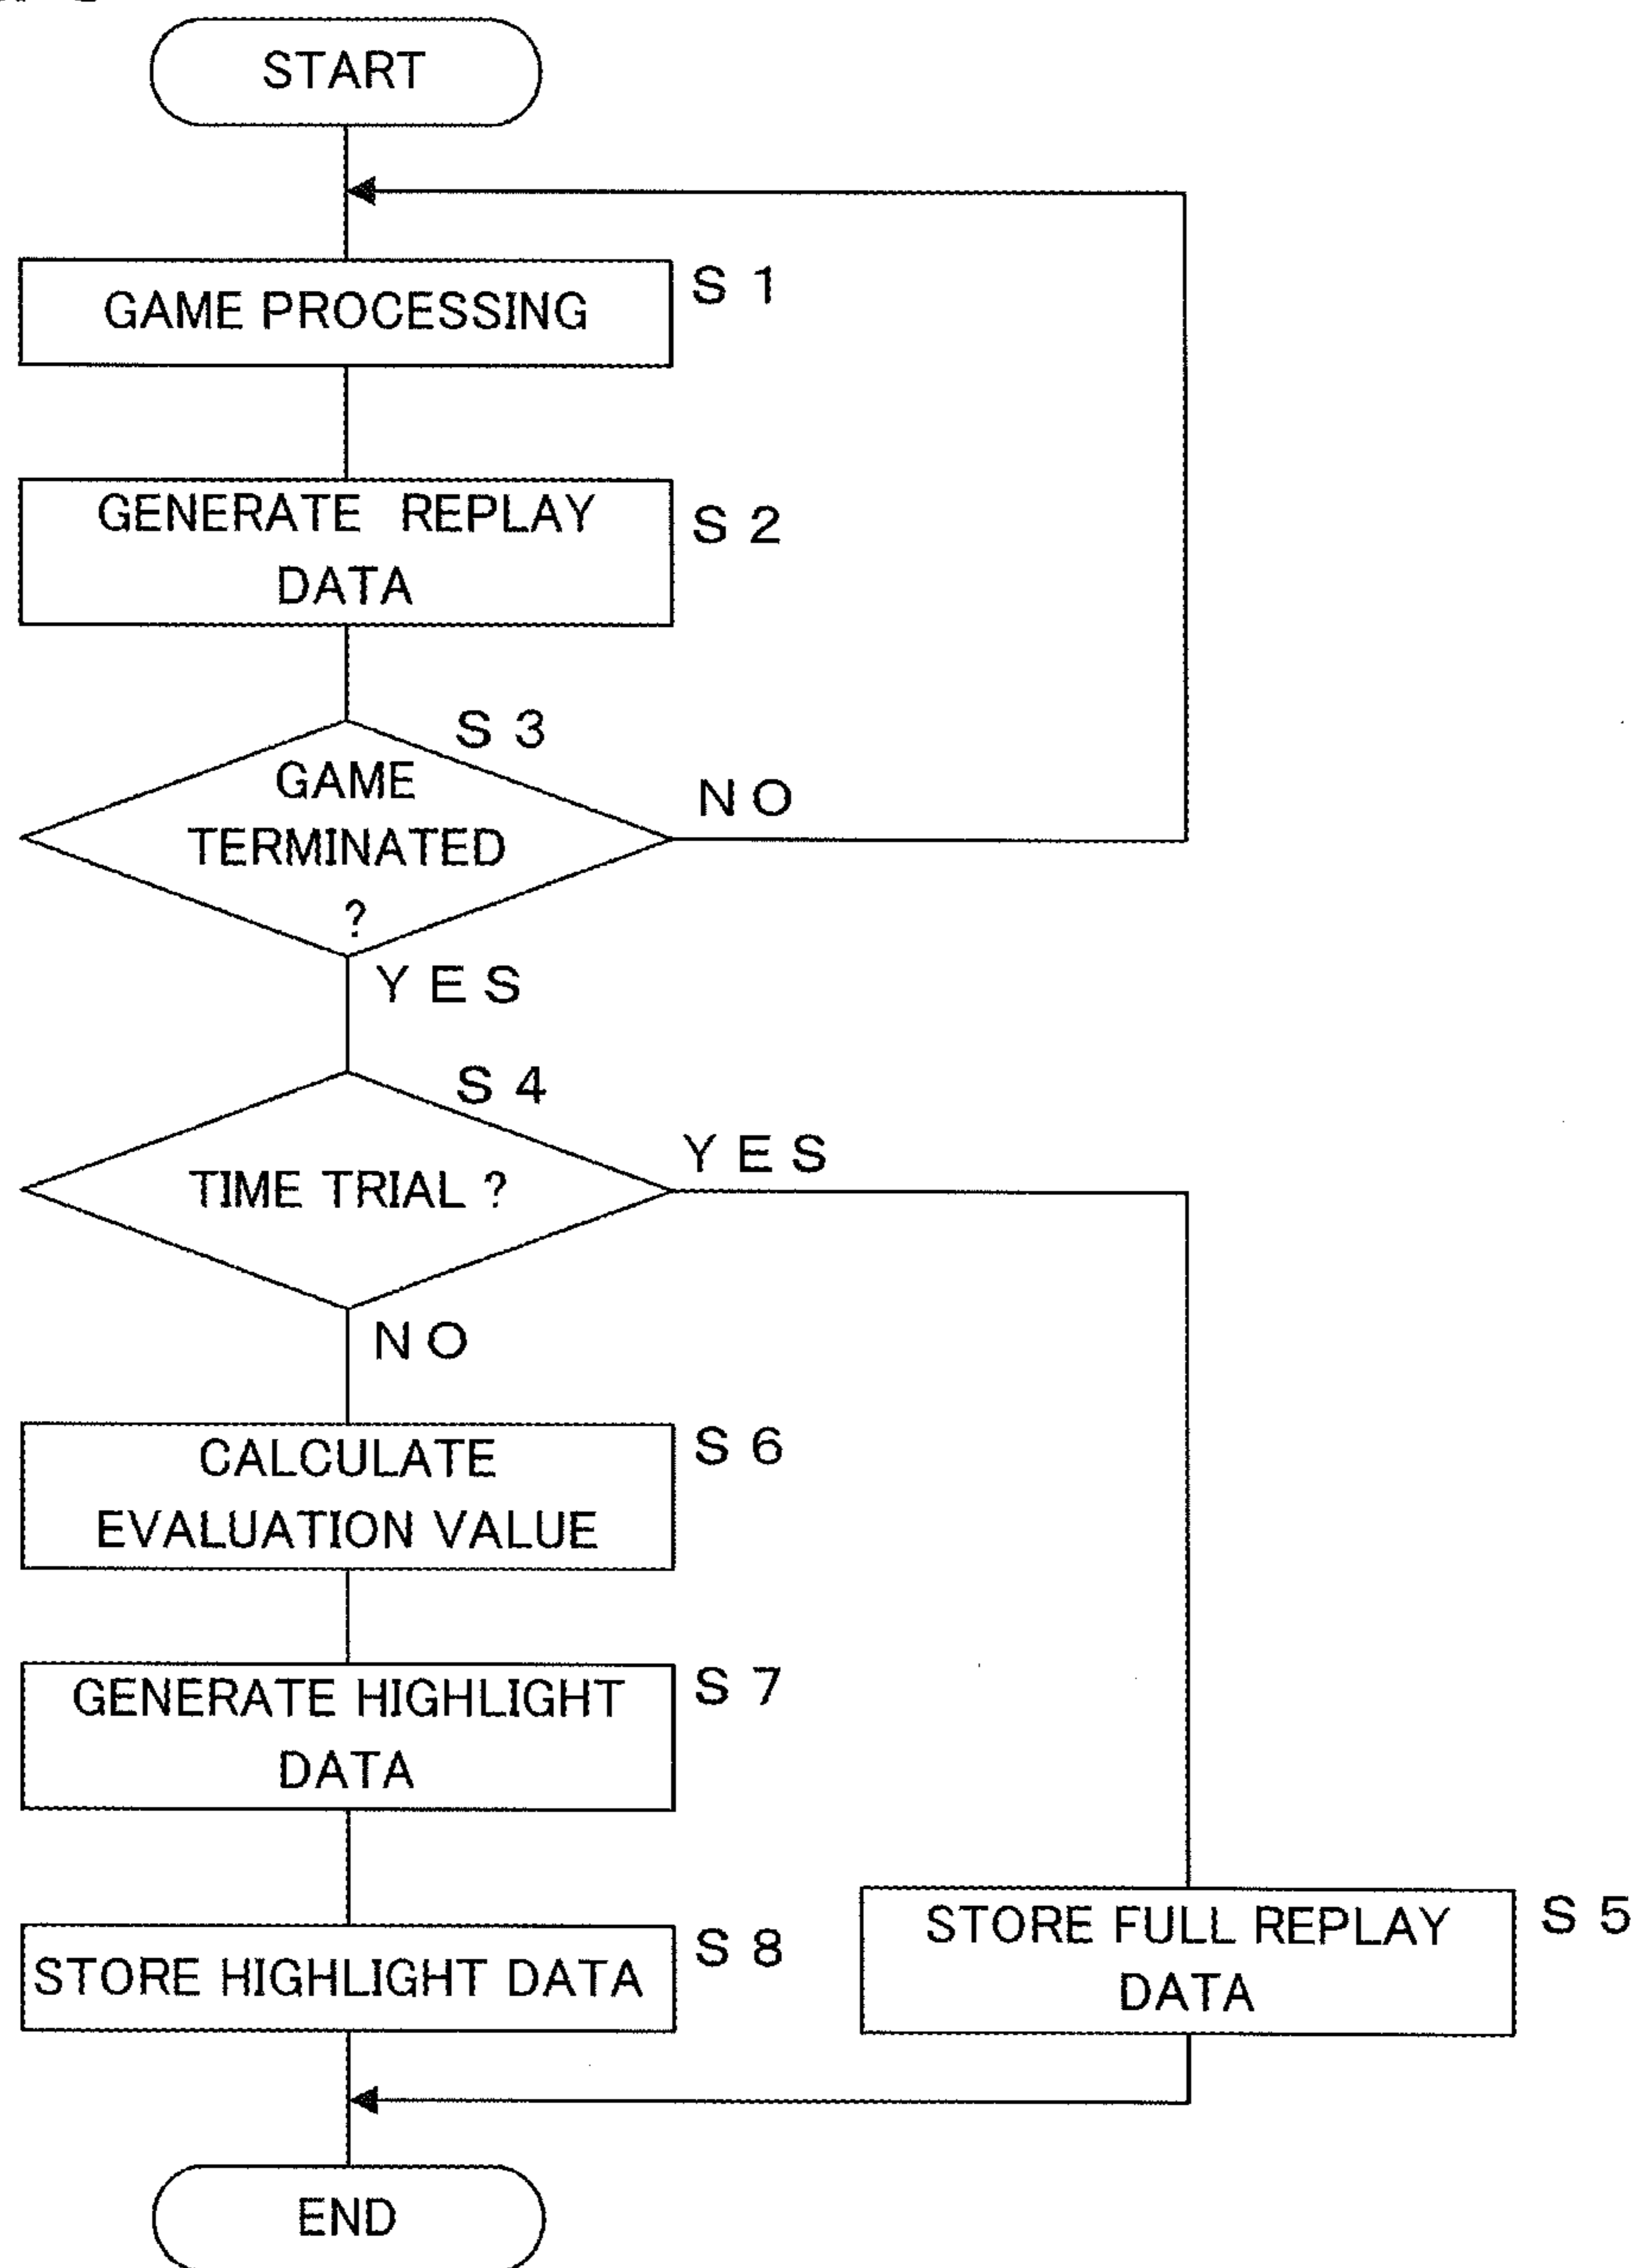 START
GAME PROCESSING
S 1
GENERATE REPLAY
DATA
S 2
S 3
GAME
TERMINATED
?
NO
YES
S 4
TIME TRIAL ?
YES
NO
CALCULATE
EVALUATION VALUE
S 6
GENERATE HIGHLIGHT
DATA
S 7
STORE HIGHLIGHT DATA
S 8
STORE FULL REPLAY
DATA
S 5
END